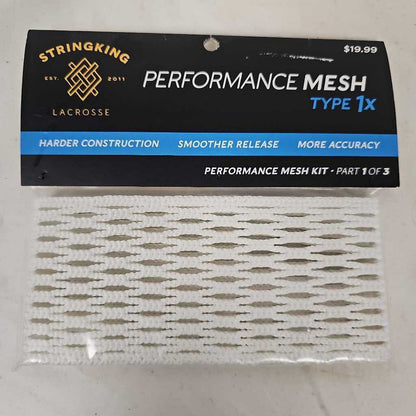 STRINGKING
EST. 2011
LACROSSE
$19.99
PERFORMANCE MESH
TYPE 1X
HARDER CONSTRUCTION SMOOTHER RELEASE MORE ACCURACY
PERFORMANCE MESH KIT • PART 1 OF 3